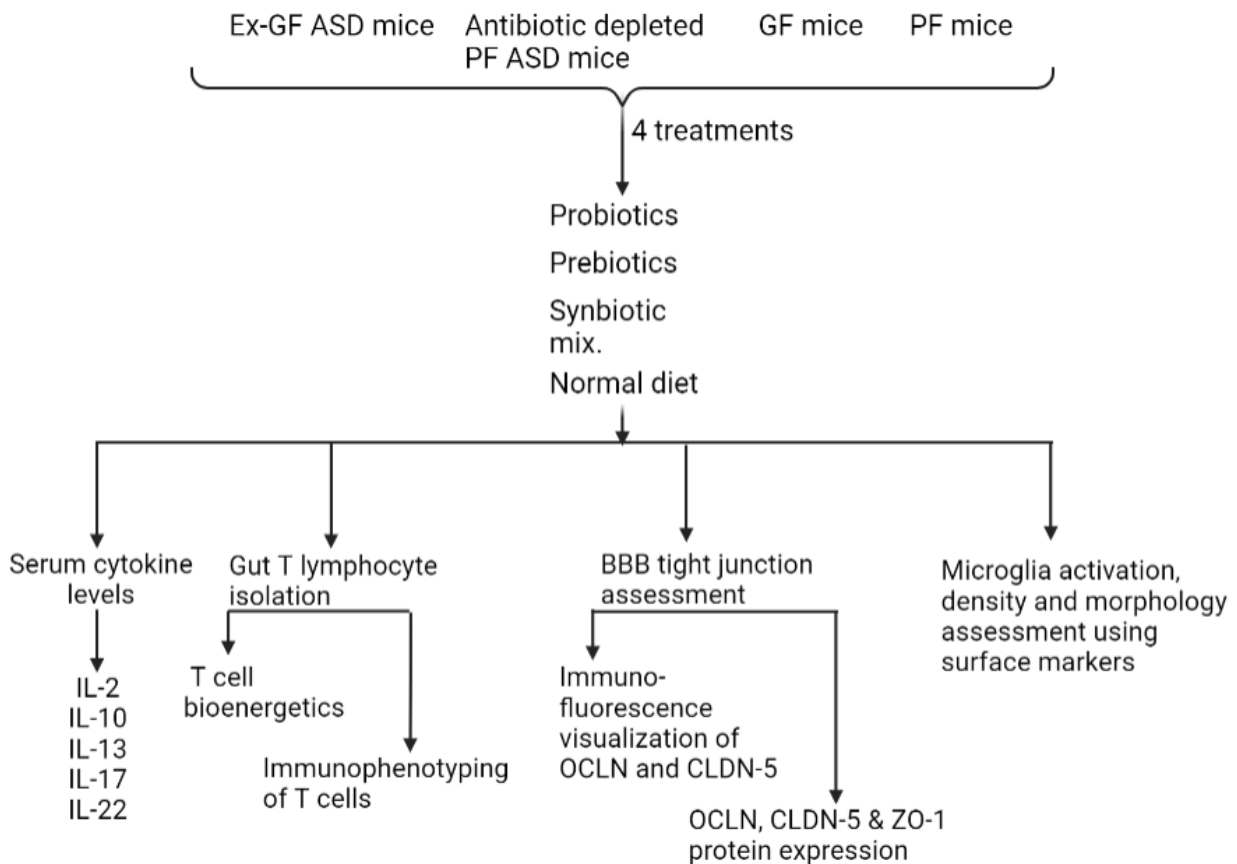 Ex-GF ASD mice
Antibiotic depleted
PF ASD mice
GF mice
PF mice
4 treatments
Probiotics
Prebiotics
Synbiotic
mix.
Normal diet
Serum cytokine
levels
IL-2
IL-10
IL-13
IL-17
IL-22
Gut T lymphocyte
isolation
T cell
bioenergetics
Immunophenotyping
of T cells
BBB tight junction
assessment
Immuno-
fluorescence
visualization of
OCLN and CLDN-5
OCLN, CLDN-5 & ZO-1
protein expression
Microglia activation,
density and morphology
assessment using
surface markers